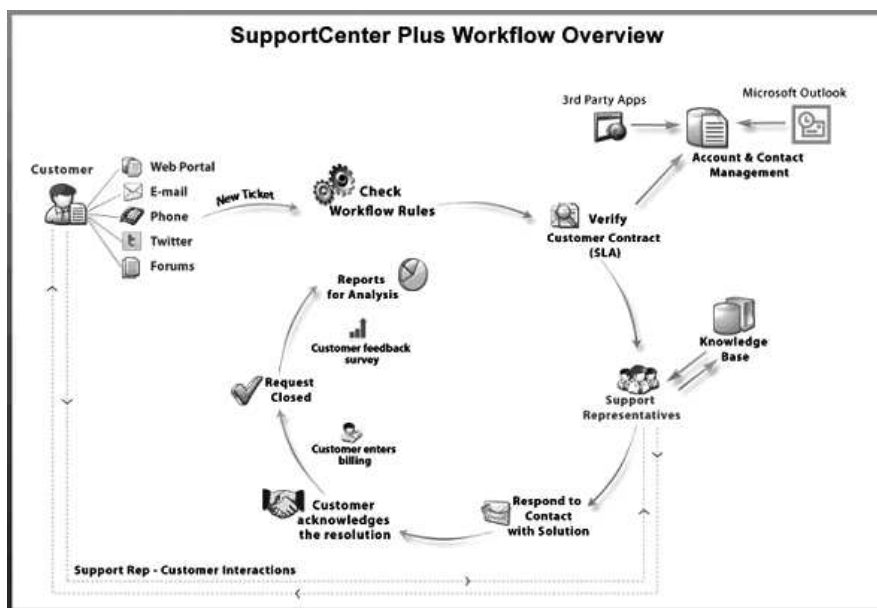 SupportCenter Plus Workflow Overview
3rd Party Apps
Microsoft Outlook
Account & Contact
Management
Customer
Web Portal
E-mail
Phone
Twitter
Forums
New Ticket
Check
Workflow Rules
Verify
Customer Contract
(SLA)
Reports
for Analysis
Customer feedback
survey
Knowledge
Base
Request
Closed
Support
Representatives
Customer enters
billing
Customer
acknowledges
the resolution
Respond to
Contact
with Solution
Support Rep - Customer Interactions